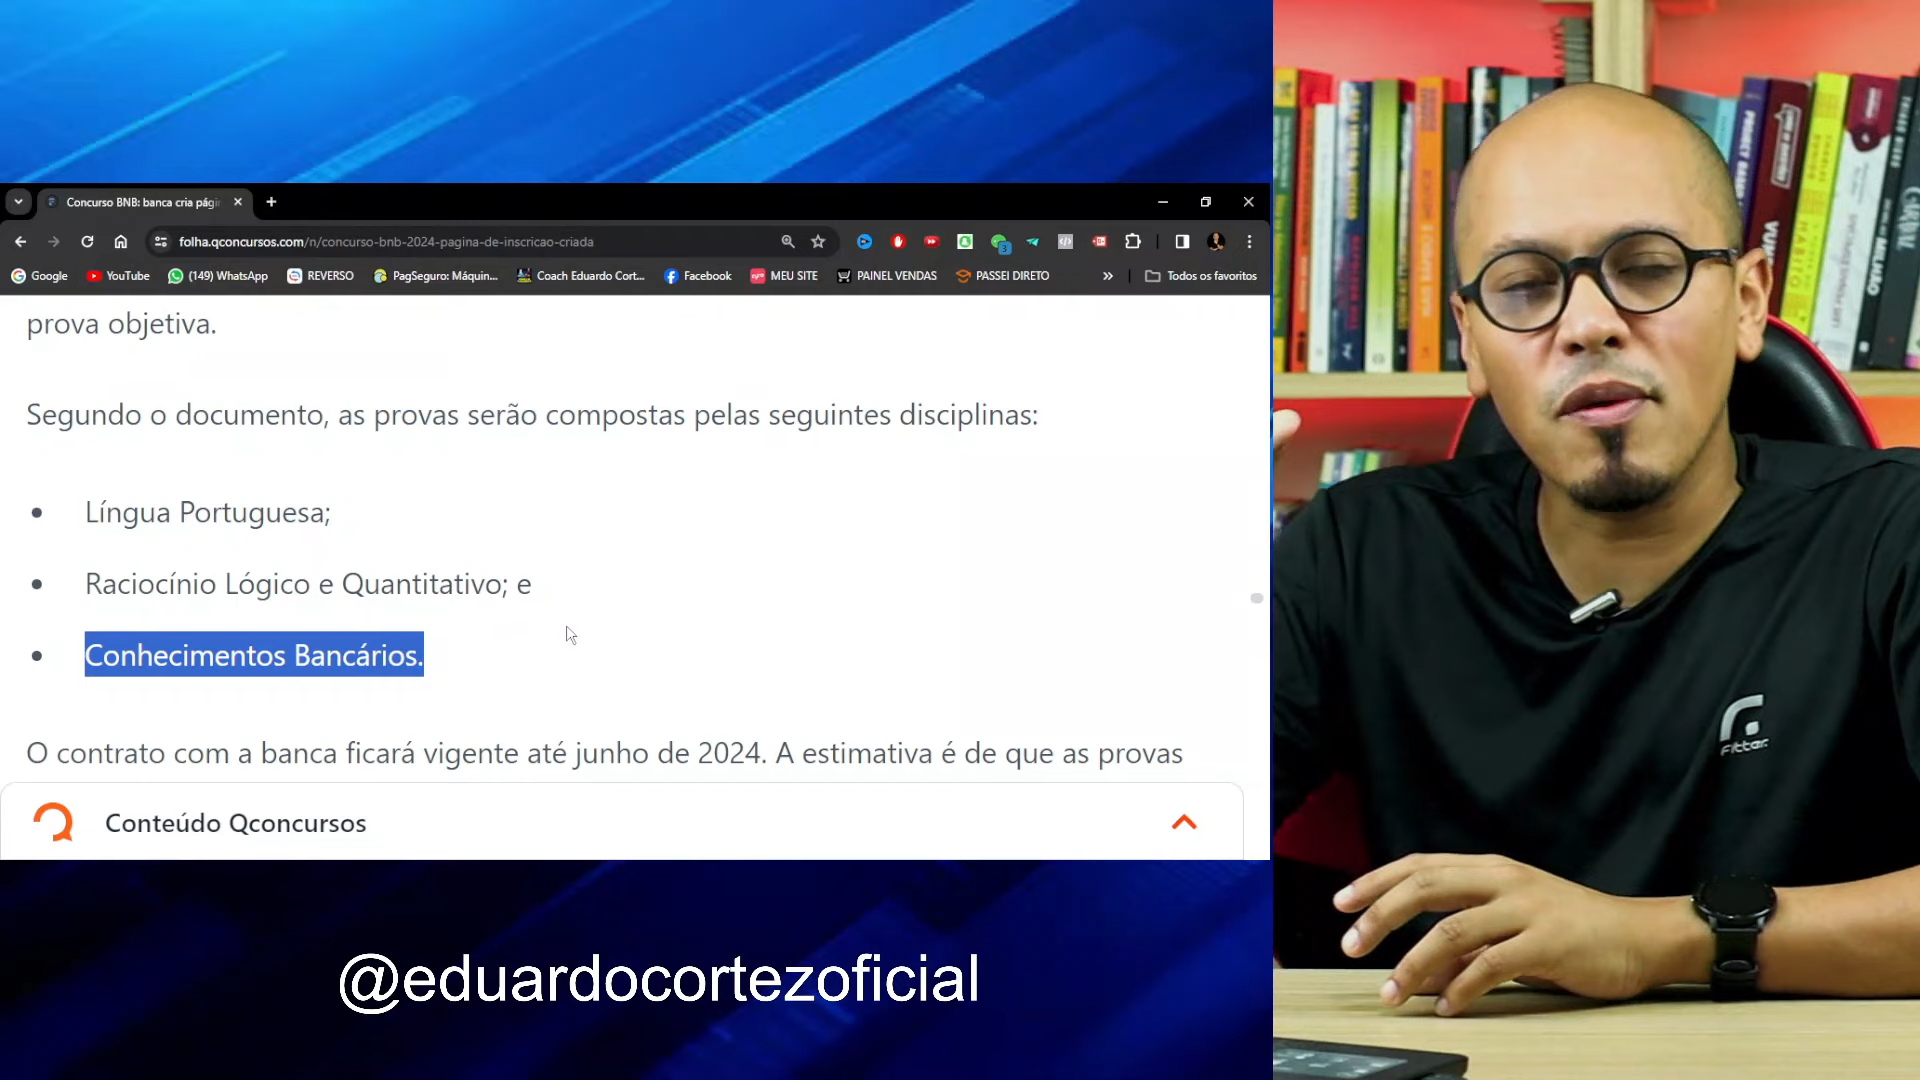 Concurso BNB: banca cria pági
folha.qconcursos.com/n/concurso-bnb-2024-pagina-de-inscricao-criada
Google YouTube (149) WhatsApp REVERSO PagSeguro: Máquin... Coach Eduardo Cort... Facebook MEU SITE PAINEL VENDAS PASSEI DIRETO » Todos os favoritos
prova objetiva.
Segundo o documento, as provas serão compostas pelas seguintes disciplinas:
• Língua Portuguesa;
• Raciocínio Lógico e Quantitativo; e
• Conhecimentos Bancários.
O contrato com a banca ficará vigente até junho de 2024. A estimativa é de que as provas
Conteúdo Qconcursos
@eduardocortezoficial
Fitter